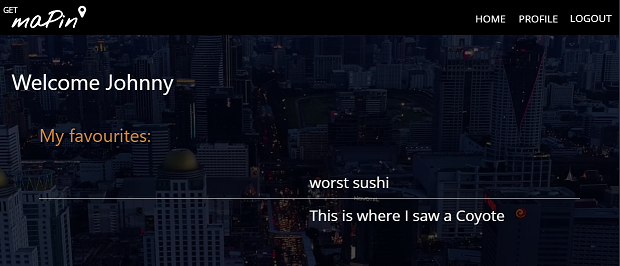 GET
maPin
HOME PROFILE LOGOUT
Welcome Johnny
My favourites:
worst sushi
This is where I saw a Coyote